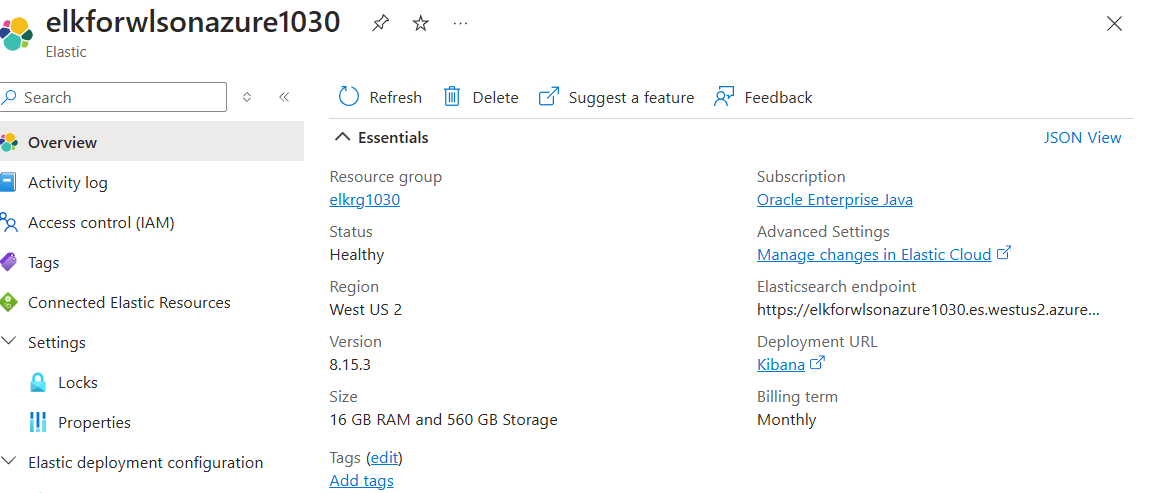 elkforwlsonazure1030
Elastic
Search
Overview
Activity log
Access control (IAM)
Tags
Connected Elastic Resources
Settings
Locks
Properties
Elastic deployment configuration
Refresh
Delete
Suggest a feature
Feedback
Essentials
JSON View
Resource group
elkrg1030
Status
Healthy
Region
West US 2
Version
8.15.3
Size
16 GB RAM and 560 GB Storage
Subscription
Oracle Enterprise Java
Advanced Settings
Manage changes in Elastic Cloud
Elasticsearch endpoint
https://elkforwlsonazure1030.es.westus2.azure...
Deployment URL
Kibana
Billing term
Monthly
Tags (edit)
Add tags